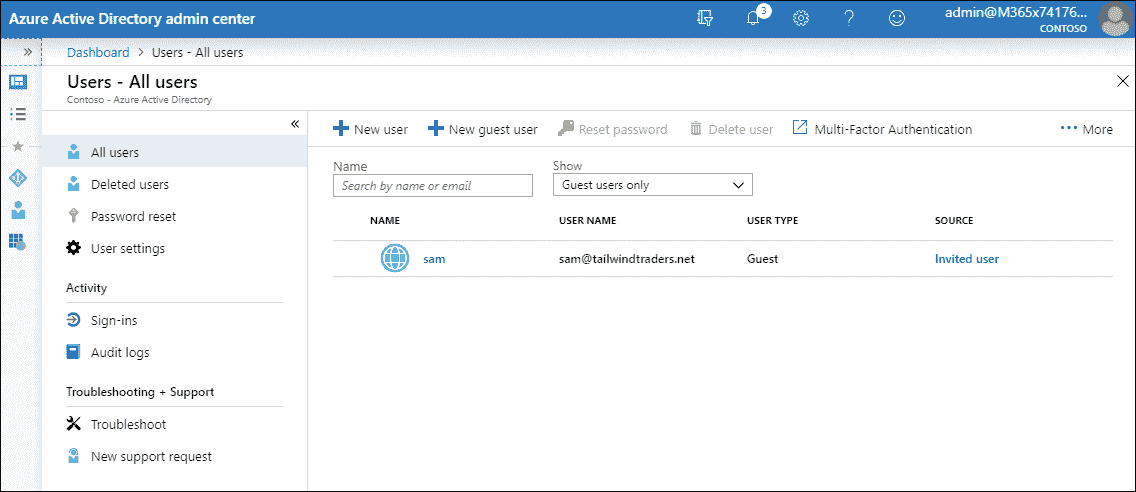 Azure Active Directory admin center
3
admin@M365x74176...
CONTOSO
»
Dashboard > Users - All users
Users - All users
Contoso - Azure Active Directory
«
All users
Deleted users
Password reset
User settings
Activity
Sign-ins
Audit logs
Troubleshooting + Support
Troubleshoot
New support request
New user New guest user Reset password Delete user Multi-Factor Authentication ··· More
Name Show
Search by name or email Guest users only
NAME USER NAME USER TYPE SOURCE
sam sam@tailwindtraders.net Guest Invited user